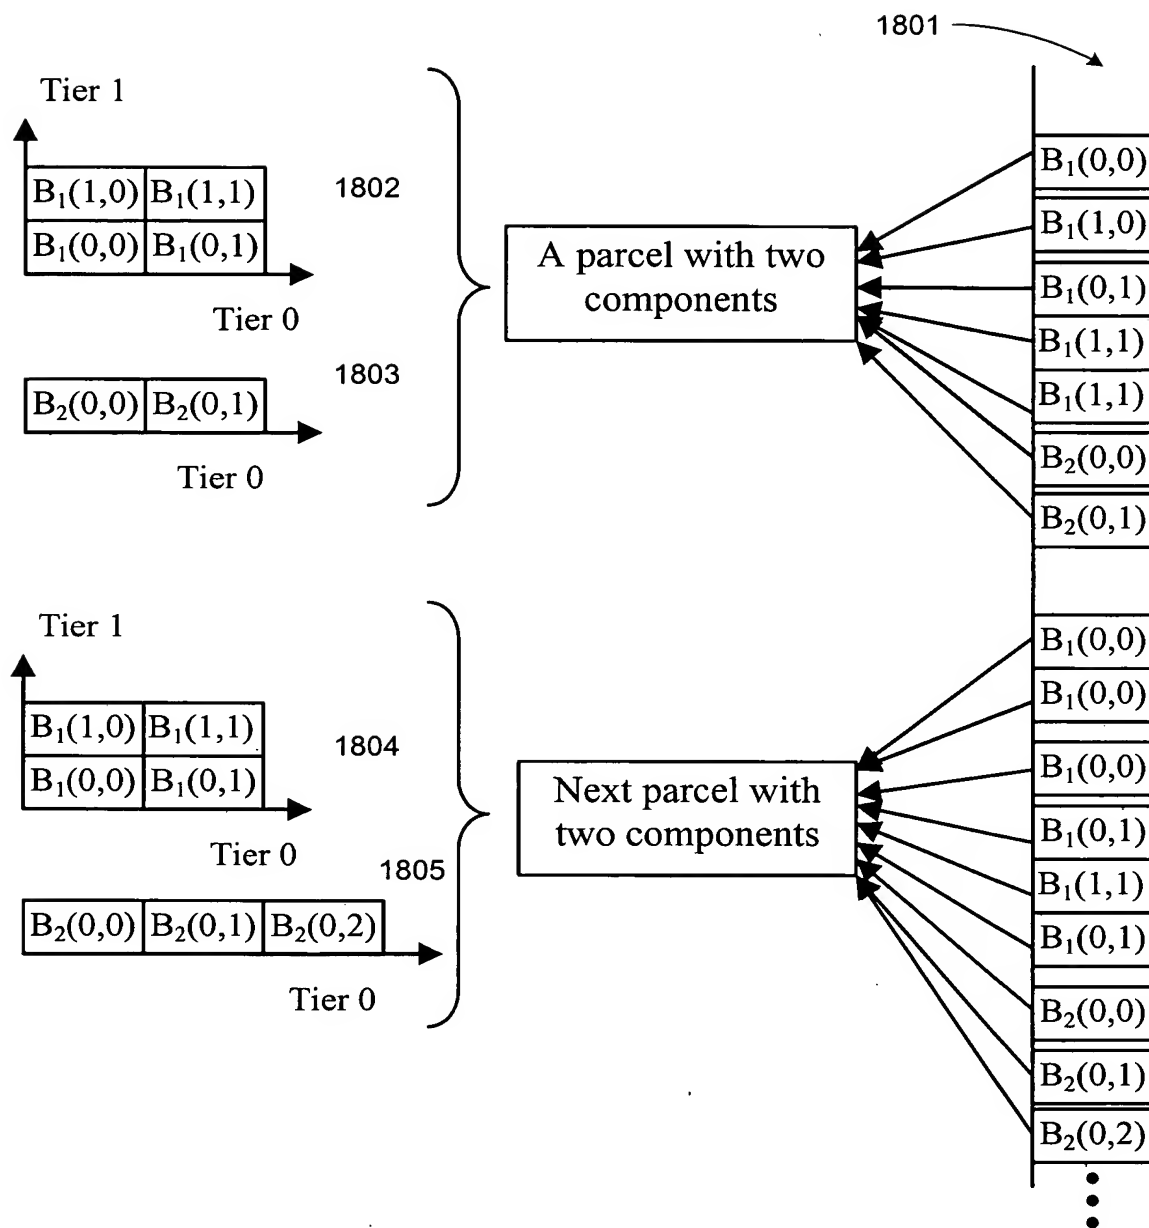 1801
Tier 1
B₁(1,0) B₁(1,1)
B₁(0,0) B₁(0,1)
Tier 0
1802
B₂(0,0) B₂(0,1)
Tier 0
1803
A parcel with two
components
B₁(0,0)
B₁(1,0)
B₁(0,1)
B₁(1,1)
B₁(1,1)
B₂(0,0)
B₂(0,1)
Tier 1
B₁(1,0) B₁(1,1)
B₁(0,0) B₁(0,1)
Tier 0
1804
1805
B₂(0,0) B₂(0,1) B₂(0,2)
Tier 0
Next parcel with
two components
B₁(0,0)
B₁(0,0)
B₁(0,0)
B₁(0,1)
B₁(1,1)
B₁(0,1)
B₂(0,0)
B₂(0,1)
B₂(0,2)